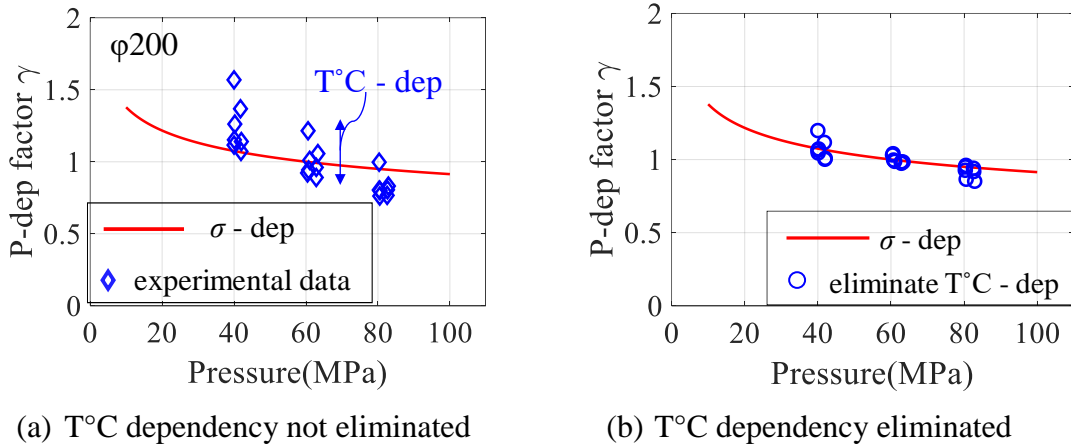 2
φ200
1.5
T°C - dep
1
0.5
σ - dep
experimental data
0
0 20 40 60 80 100
P-dep factor γ
Pressure(MPa)
(a) T°C dependency not eliminated
2
1.5
1
0.5
σ - dep
eliminate T°C - dep
0
0 20 40 60 80 100
P-dep factor γ
Pressure(MPa)
(b) T°C dependency eliminated